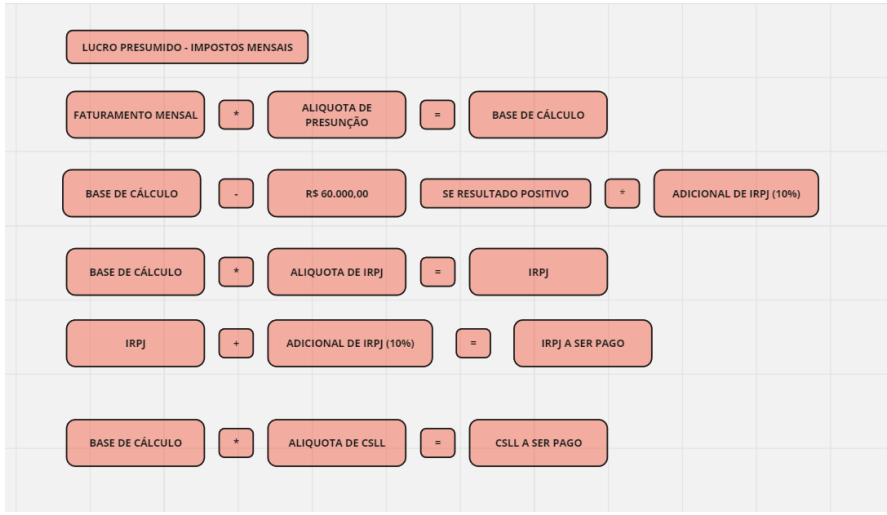 LUCRO PRESUMIDO - IMPOSTOS MENSAIS
FATURAMENTO MENSAL * ALIQUOTA DE PRESUNÇÃO = BASE DE CÁLCULO
BASE DE CÁLCULO - R$ 60.000,00 SE RESULTADO POSITIVO * ADICIONAL DE IRPJ (10%)
BASE DE CÁLCULO * ALIQUOTA DE IRPJ = IRPJ
IRPJ + ADICIONAL DE IRPJ (10%) = IRPJ A SER PAGO
BASE DE CÁLCULO * ALIQUOTA DE CSLL = CSLL A SER PAGO